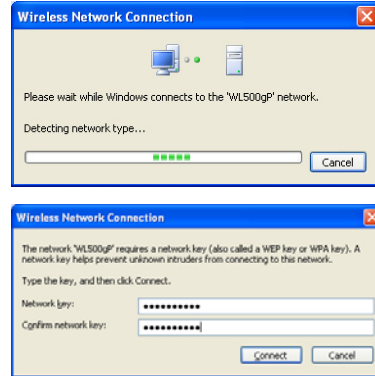 Wireless Network Connection
Please wait while Windows connects to the 'WL500gP' network.
Detecting network type...
Cancel
Wireless Network Connection
The network 'WL500gP' requires a network key (also called a WEP key or WPA key). A
network key helps prevent unknown intruders from connecting to this network.
Type the key, and then click Connect.
Network key:
••••••••••
Confirm network key:
••••••••••
Connect Cancel